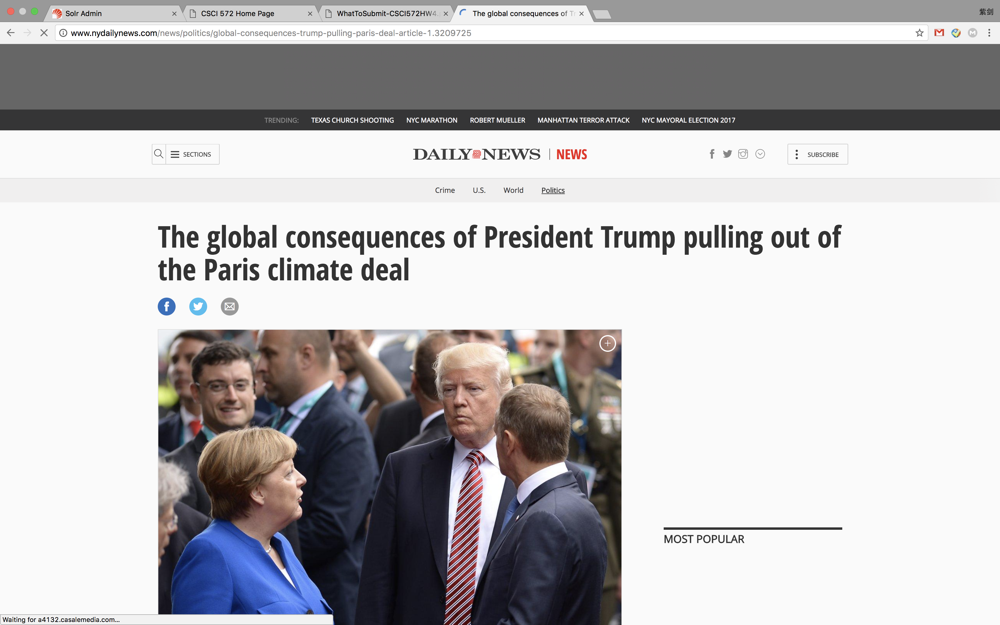 Solr Admin
CSCI 572 Home Page
WhatToSubmit-CSCI572HW4.
The global consequences of Tr
紫剑
www.nydailynews.com/news/politics/global-consequences-trump-pulling-paris-deal-article-1.3209725
TRENDING: TEXAS CHURCH SHOOTING NYC MARATHON ROBERT MUELLER MANHATTAN TERROR ATTACK NYC MAYORAL ELECTION 2017
SECTIONS
DAILY NEWS | NEWS
SUBSCRIBE
Crime U.S. World Politics
The global consequences of President Trump pulling out of
the Paris climate deal
MOST POPULAR
Waiting for a4132.casalemedia.com...